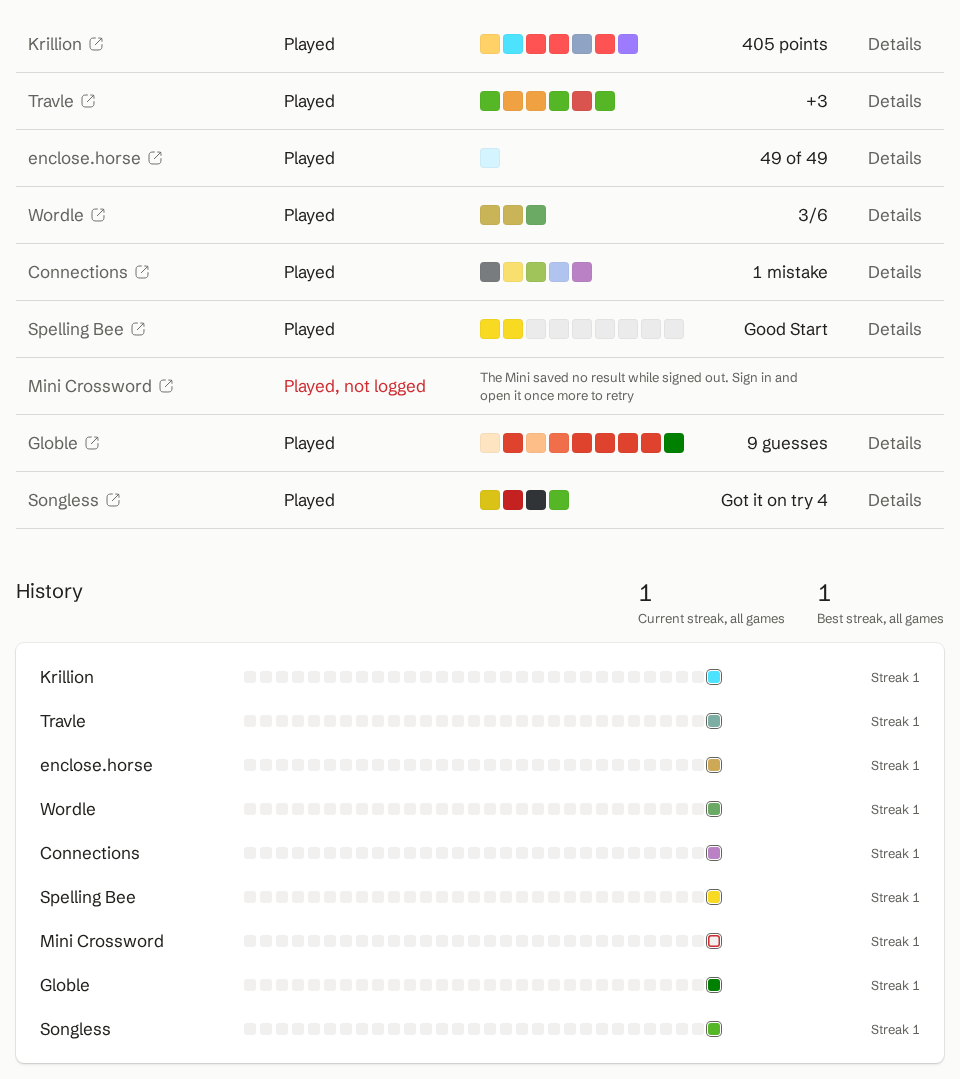 Krillion Played 405 points Details
Travle Played +3 Details
enclose.horse Played 49 of 49 Details
Wordle Played 3/6 Details
Connections Played 1 mistake Details
Spelling Bee Played Good Start Details
Mini Crossword Played, not logged The Mini saved no result while signed out. Sign in and
open it once more to retry
Globle Played 9 guesses Details
Songless Played Got it on try 4 Details
History 1 1
Current streak, all games Best streak, all games
Krillion Streak 1
Travle Streak 1
enclose.horse Streak 1
Wordle Streak 1
Connections Streak 1
Spelling Bee Streak 1
Mini Crossword Streak 1
Globle Streak 1
Songless Streak 1